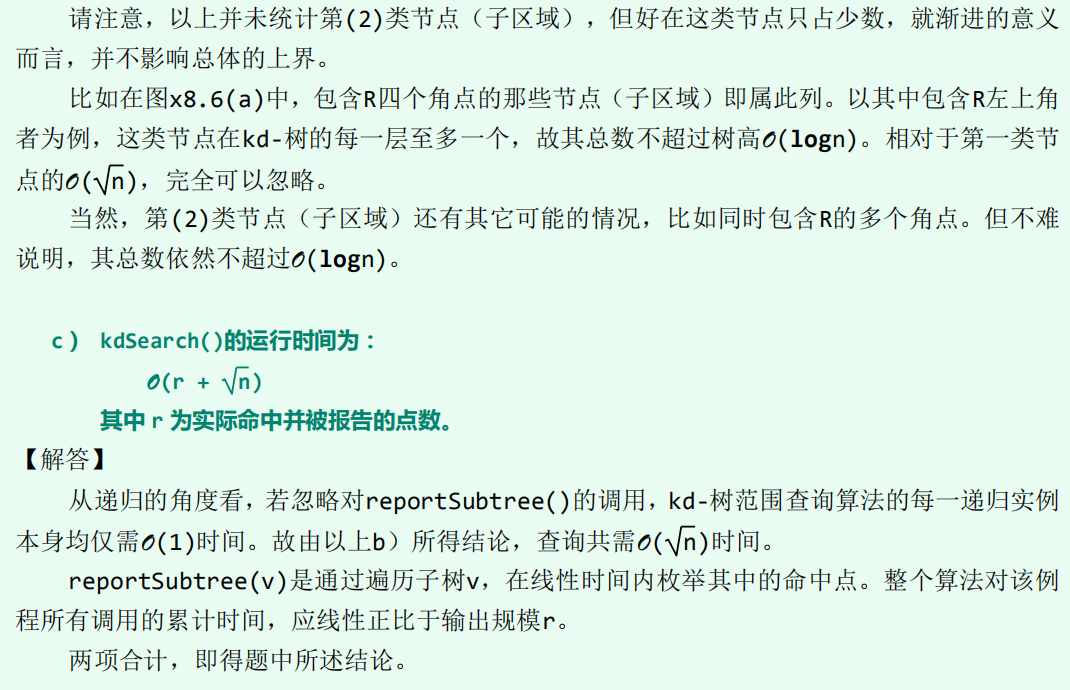 请注意，以上并未统计第(2)类节点（子区域），但好在这类节点只占少数，就渐进的意义
而言，并不影响总体的上界。
比如在图x8.6(a)中，包含R四个角点的那些节点（子区域）即属此列。以其中包含R左上角
者为例，这类节点在kd-树的每一层至多一个，故其总数不超过树高O(logn)。相对于第一类节
点的O(√n)，完全可以忽略。
当然，第(2)类节点（子区域）还有其它可能的情况，比如同时包含R的多个角点。但不难
说明，其总数依然不超过O(logn)。
c） kdSearch()的运行时间为：
O(r + √n)
其中 r 为实际命中并被报告的点数。
【解答】
从递归的角度看，若忽略对reportSubtree()的调用，kd-树范围查询算法的每一递归实例
本身均仅需O(1)时间。故由以上b）所得结论，查询共需O(√n)时间。
reportSubtree(v)是通过遍历子树v，在线性时间内枚举其中的命中点。整个算法对该例
程所有调用的累计时间，应线性正比于输出规模r。
两项合计，即得题中所述结论。